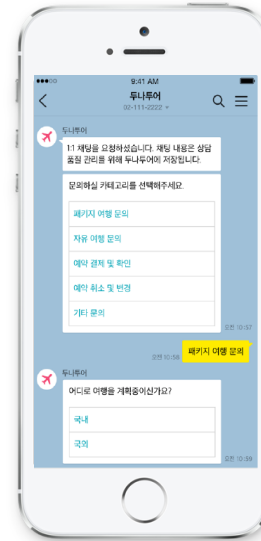 9:41 AM
두나투어
02-111-2222
두나투어
1:1 채팅을 요청하셨습니다. 채팅 내용은 상담
품질 관리를 위해 두나투어에 저장됩니다.
문의하실 카테고리를 선택해주세요.
패키지 여행 문의
자유 여행 문의
예약 결제 및 확인
예약 취소 및 변경
기타 문의
오전 10:57
오전 10:58 패키지 여행 문의
두나투어
어디로 여행을 계획중이신가요?
국내
국외
오전 10:59